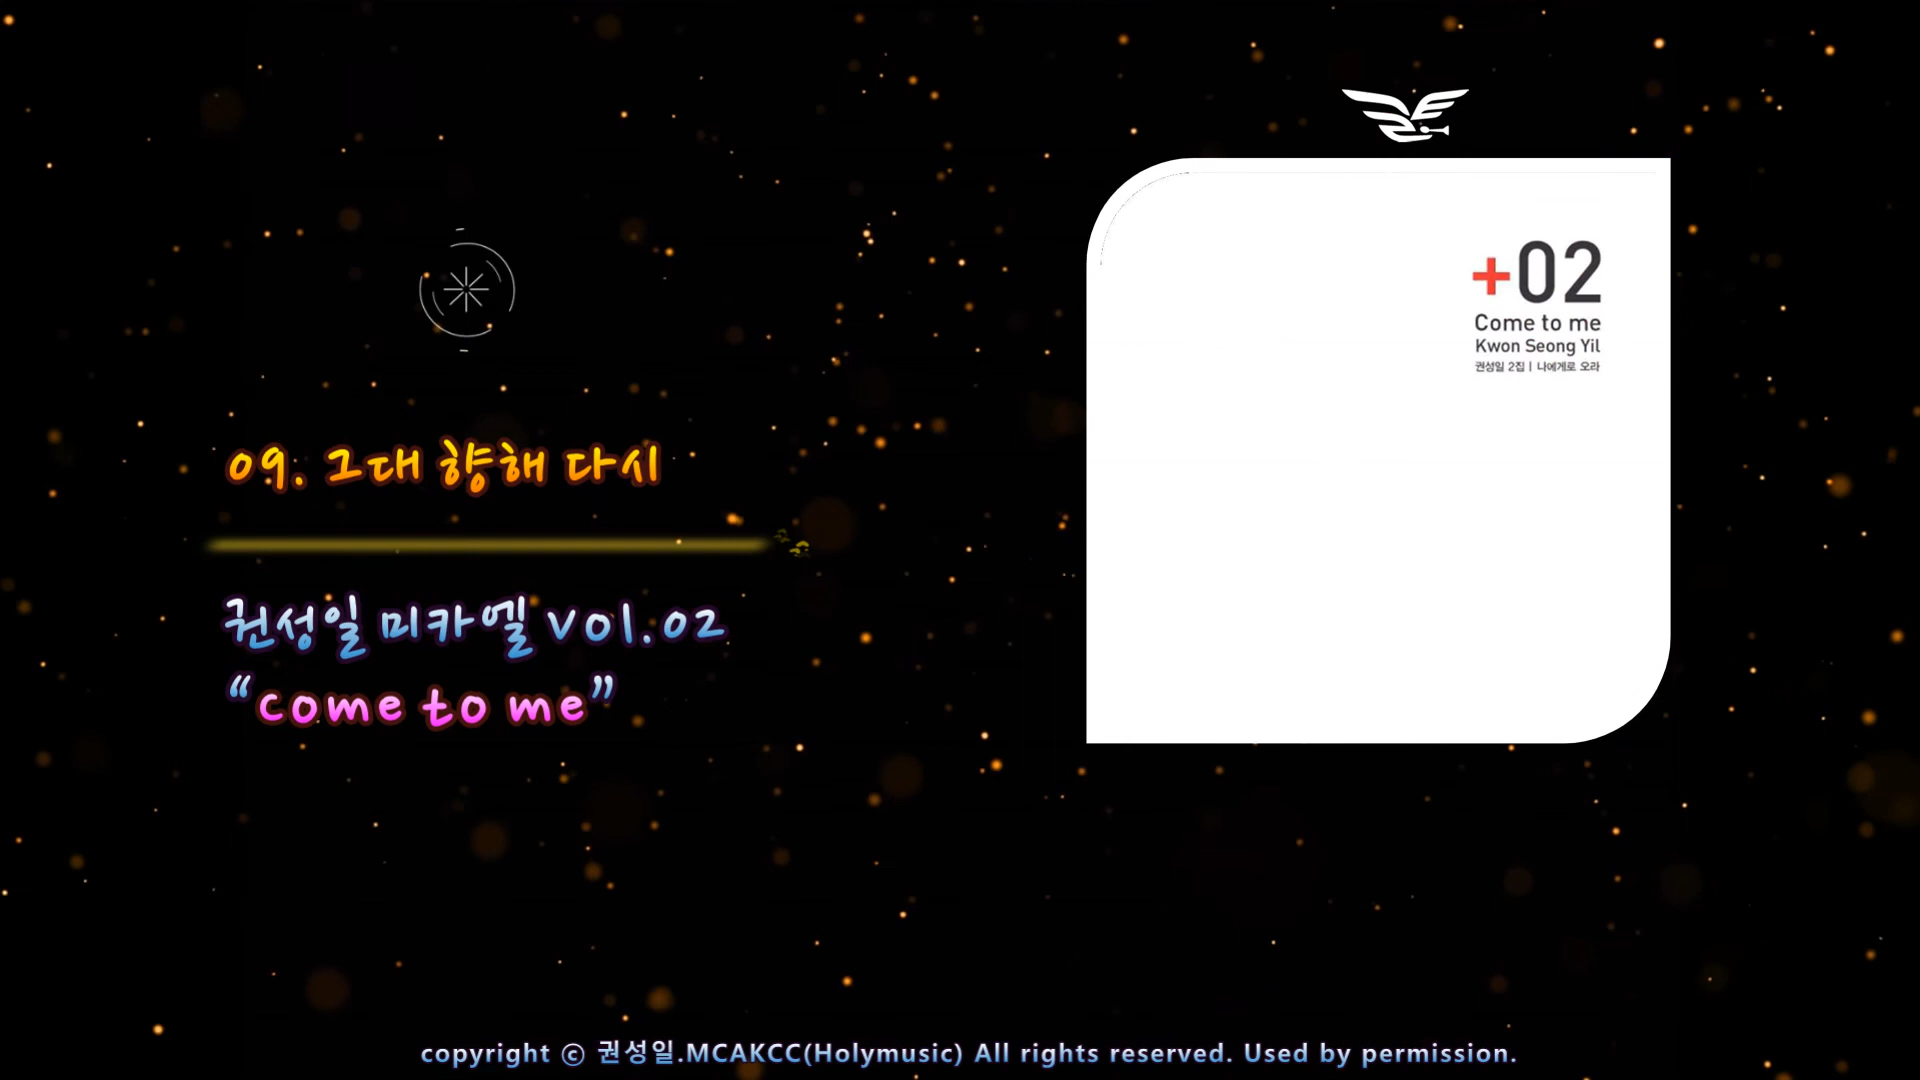 09. 그대 향해 다시
권성일 미카엘 Vol.02
“come to me”
+02
Come to me
Kwon Seong Yil
권성일 2집 | 나에게로 오라
copyright © 권성일.MCAKCC(Holymusic) All rights reserved. Used by permission.